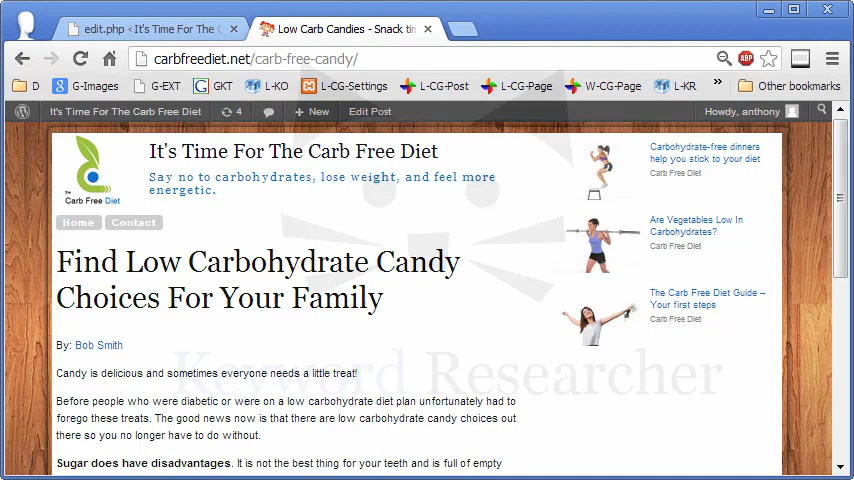 edit.php ‹ It's Time For The C
Low Carb Candies - Snack tin
carbfreediet.net/carb-free-candy/
ABP
D
G-Images
G-EXT
GKT
L-KO
L-CG-Settings
L-CG-Post
L-CG-Page
W-CG-Page
L-KR
»
Other bookmarks
It's Time For The Carb Free Diet
4
+ New
Edit Post
Howdy, anthony
the
Carb Free Diet
It's Time For The Carb Free Diet
Say no to carbohydrates, lose weight, and feel more
energetic.
Home
Contact
Carbohydrate-free dinners
help you stick to your diet
Carb Free Diet
Are Vegetables Low In
Carbohydrates?
Carb Free Diet
The Carb Free Diet Guide –
Your first steps
Carb Free Diet
Find Low Carbohydrate Candy
Choices For Your Family
By: Bob Smith
Keyword Researcher
Candy is delicious and sometimes everyone needs a little treat!
Before people who were diabetic or were on a low carbohydrate diet plan unfortunately had to
forego these treats. The good news now is that there are low carbohydrate candy choices out
there so you no longer have to do without.
Sugar does have disadvantages. It is not the best thing for your teeth and is full of empty